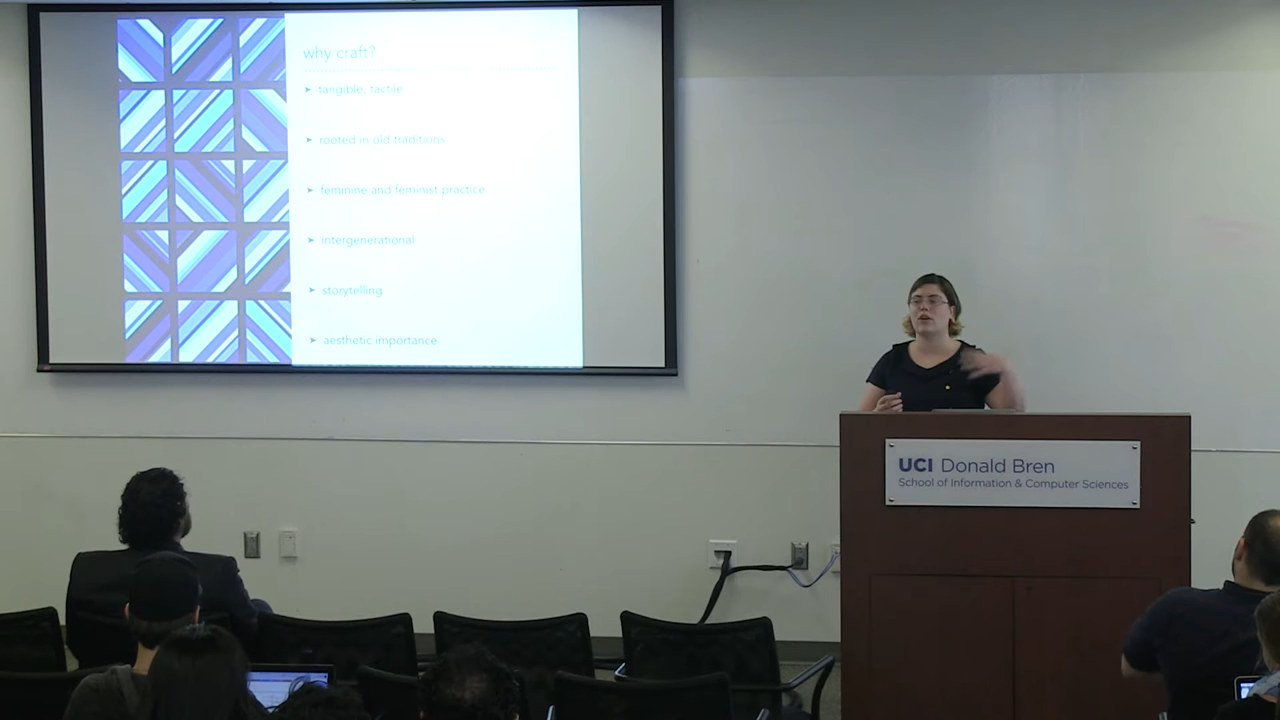 why craft?
➤ tangible, tactile
➤ rooted in old traditions
➤ feminine and feminist practice
➤ intergenerational
➤ storytelling
➤ aesthetic importance
UCI Donald Bren
School of Information & Computer Sciences